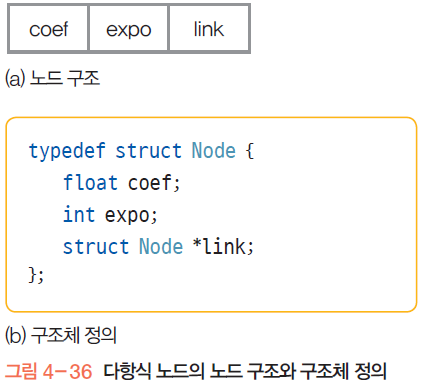 coef expo link
(a) 노드 구조
typedef struct Node {
float coef;
int expo;
struct Node *link;
};
(b) 구조체 정의
그림 4-36 다항식 노드의 노드 구조와 구조체 정의